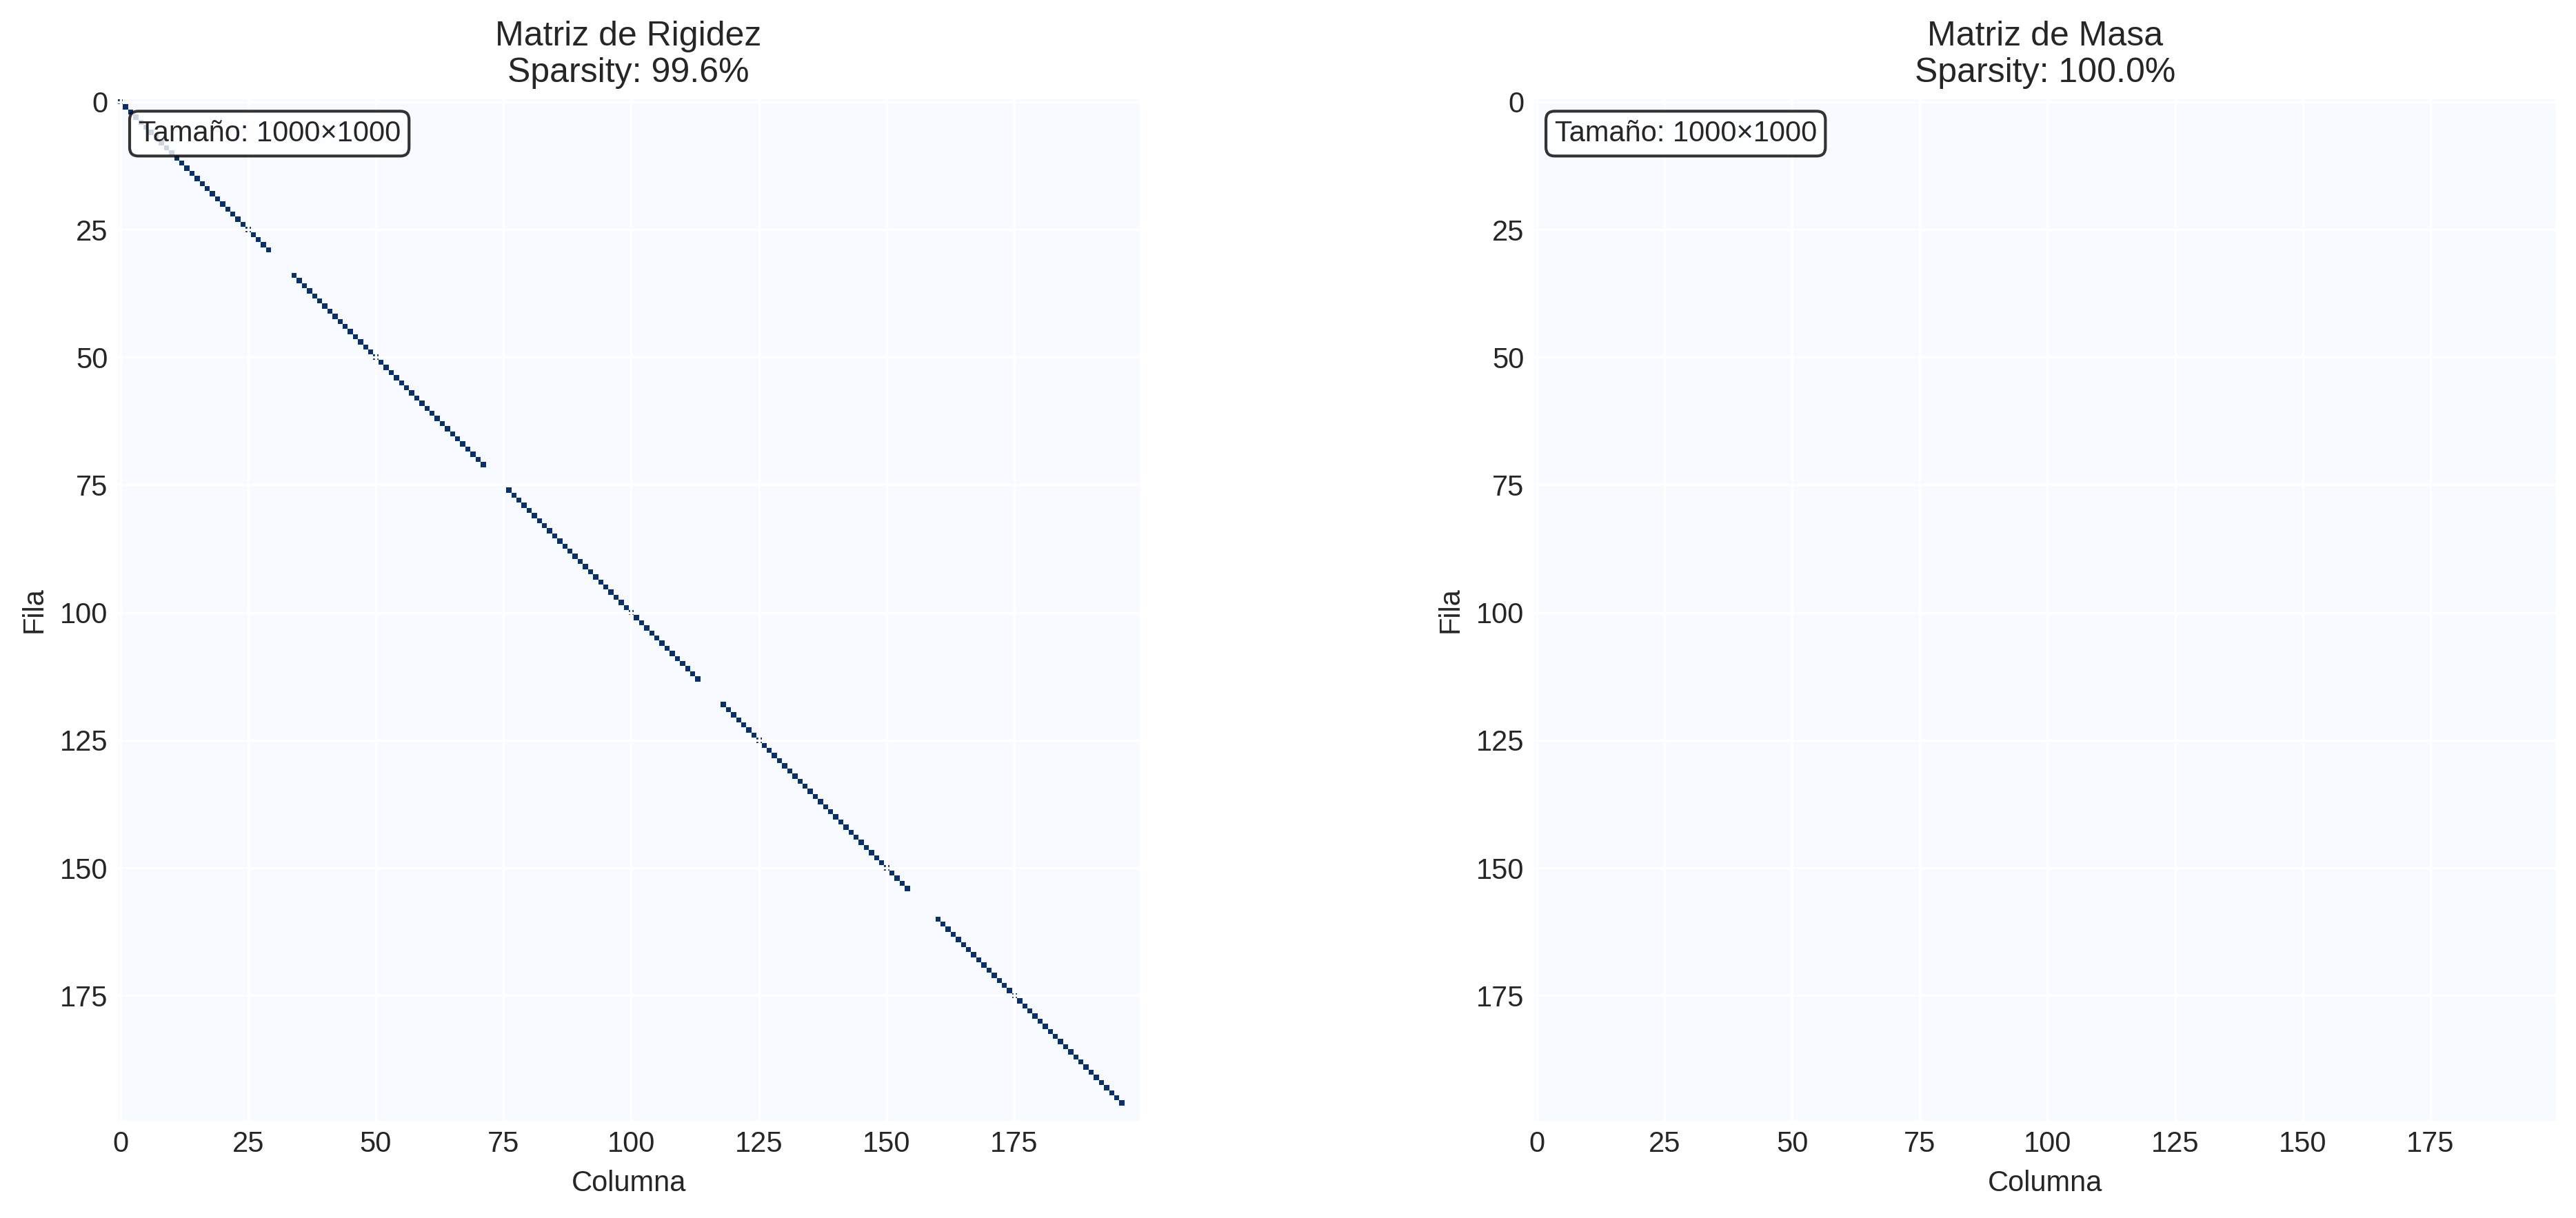 Matriz de Rigidez
Sparsity: 99.6%
Tamaño: 1000×1000
0
25
50
75
100
125
150
175
Fila
0 25 50 75 100 125 150 175
Columna
Matriz de Masa
Sparsity: 100.0%
Tamaño: 1000×1000
0
25
50
75
100
125
150
175
Fila
0 25 50 75 100 125 150 175
Columna